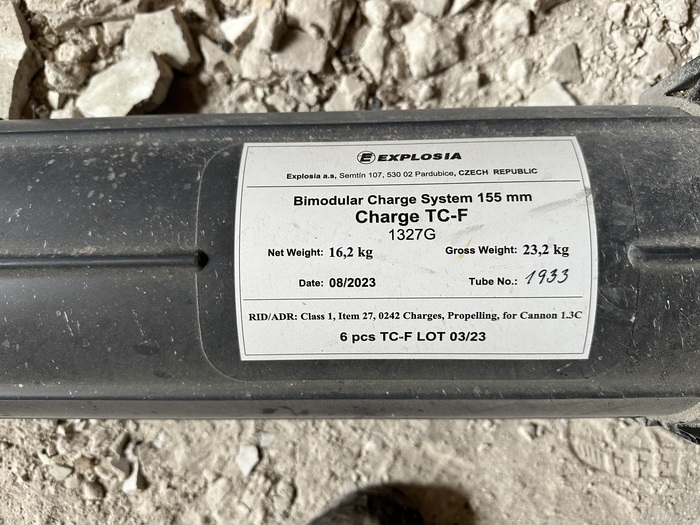 EXPLOSIA
Explosia a.s, Semtín 107, 530 02 Pardubice, CZECH REPUBLIC
Bimodular Charge System 155 mm
Charge TC-F
1327G
Net Weight: 16,2 kg Gross Weight: 23,2 kg
Date: 08/2023 Tube No.: 1933
RID/ADR: Class 1, Item 27, 0242 Charges, Propelling, for Cannon 1.3C
6 pcs TC-F LOT 03/23